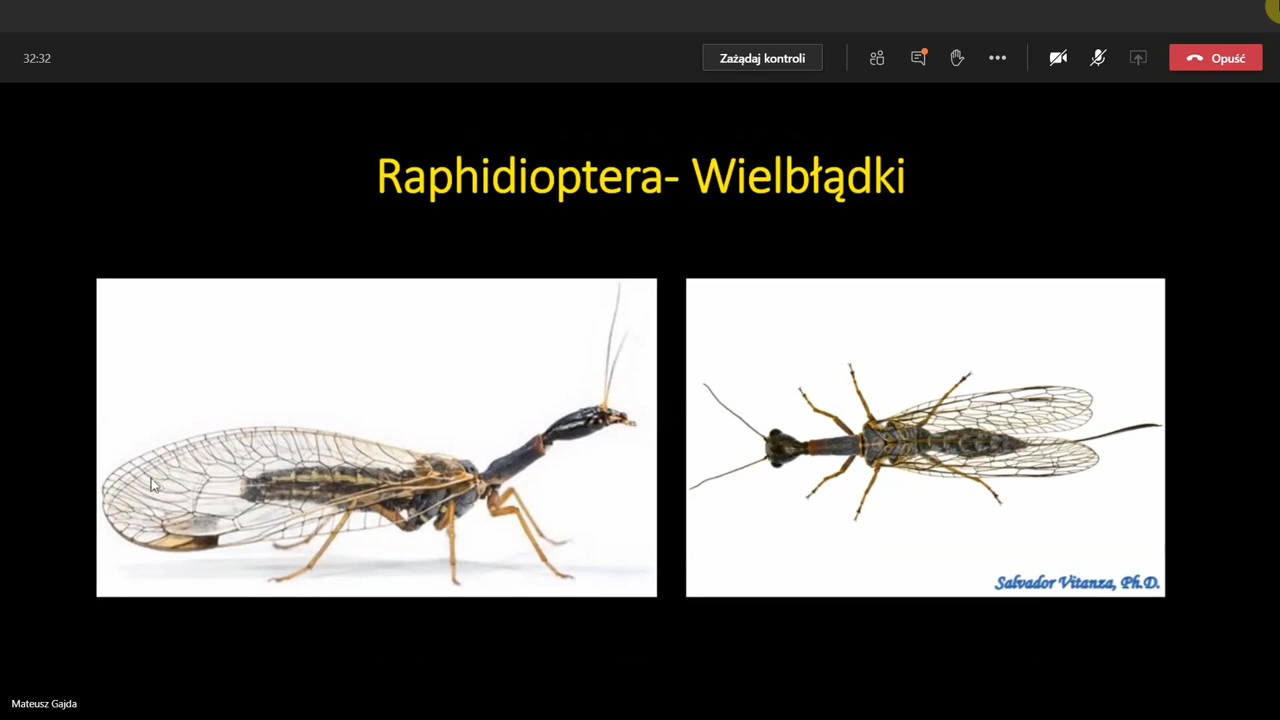 32:32
Zażądaj kontroli
Opuść
Raphidioptera- Wielbłądki
Salvador Vitanza, Ph.D.
Mateusz Gajda